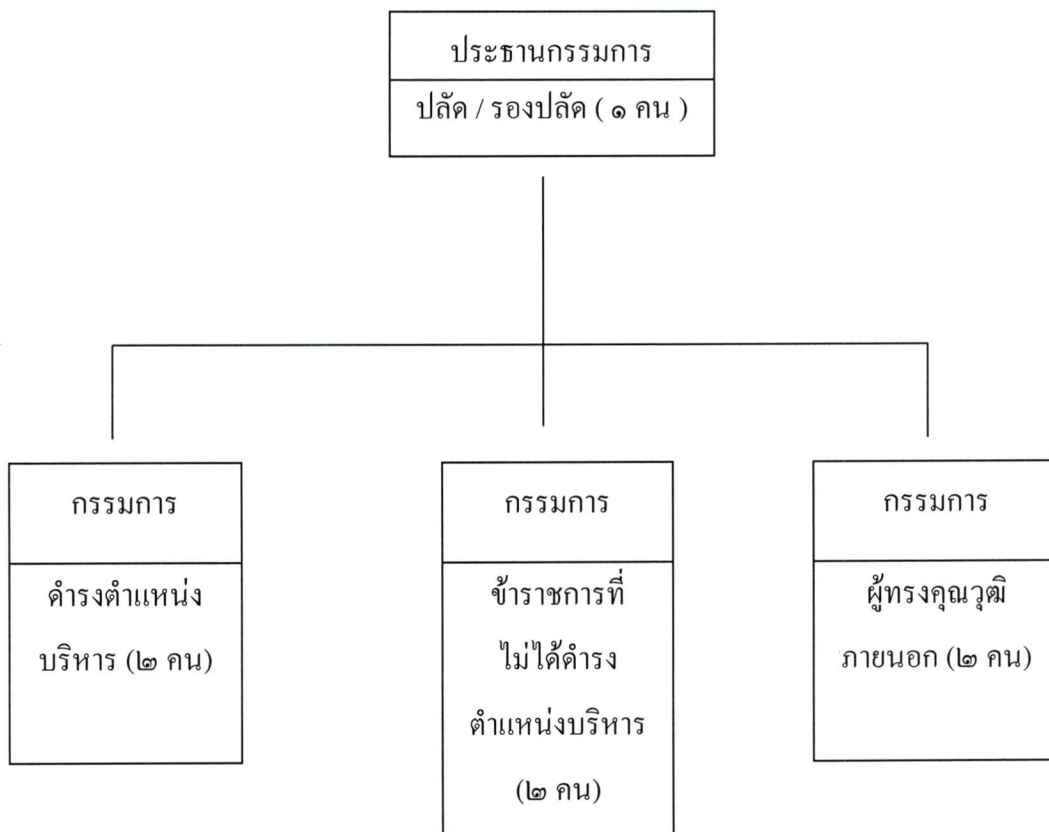 ประธานกรรมการ
ปลัด / รองปลัด ( ๑ คน )
กรรมการ
ดำรงตำแหน่ง
บริหาร (๒ คน)
กรรมการ
ข้าราชการที่
ไม่ได้ดำรง
ตำแหน่งบริหาร
(๒ คน)
กรรมการ
ผู้ทรงคุณวุฒิ
ภายนอก (๒ คน)